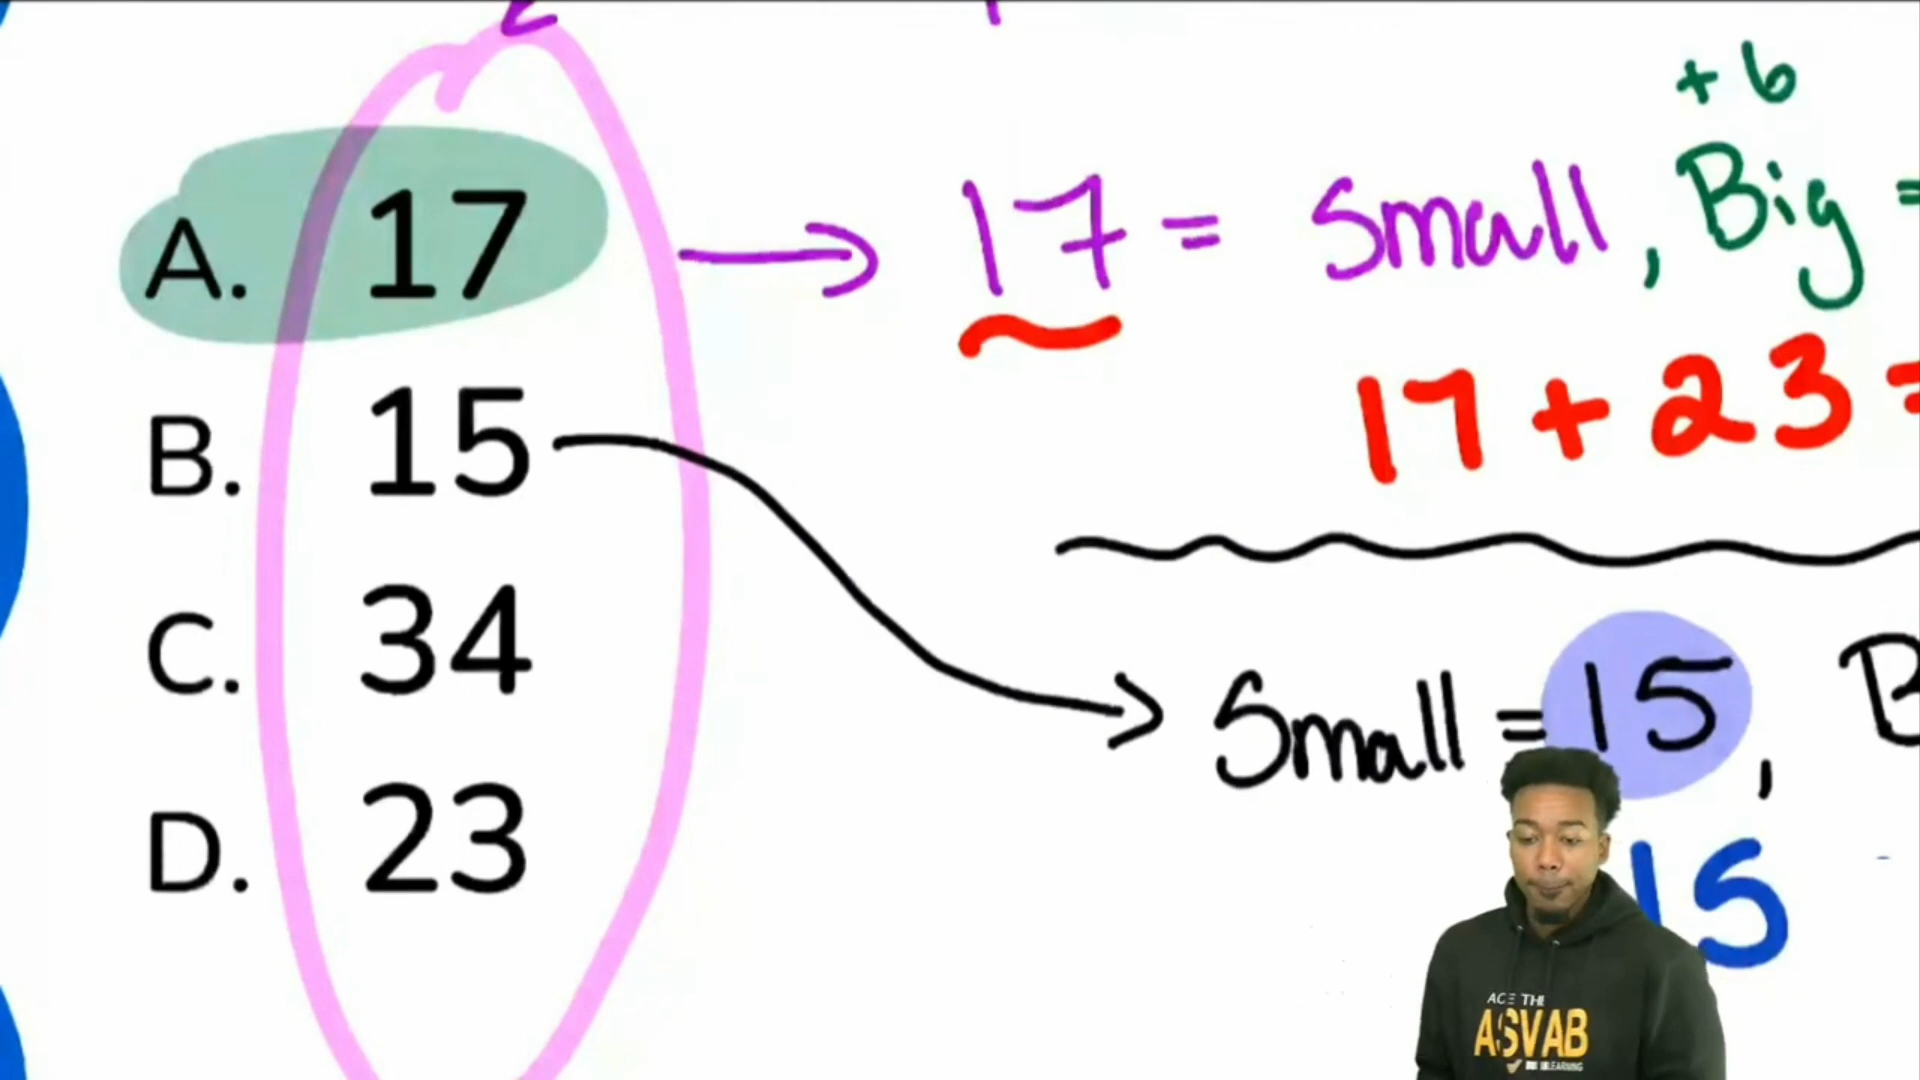 + 6
A. 17 → 17 = Small, Big =
17 + 23 =
B. 15
C. 34
Small = 15, B
D. 23
15
ACE THE
ASVAB